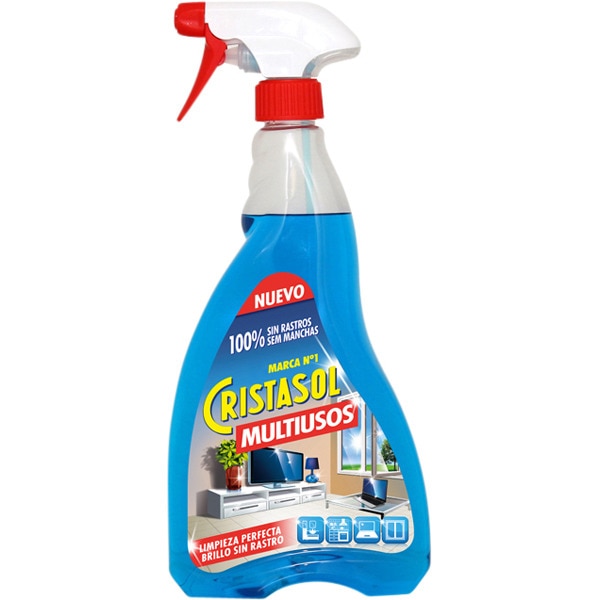 NUEVO
100% SIN RASTROS
SEM MANCHAS
MARCA Nº1
CRISTASOL
MULTIUSOS
LIMPIEZA PERFECTA
BRILLO SIN RASTRO